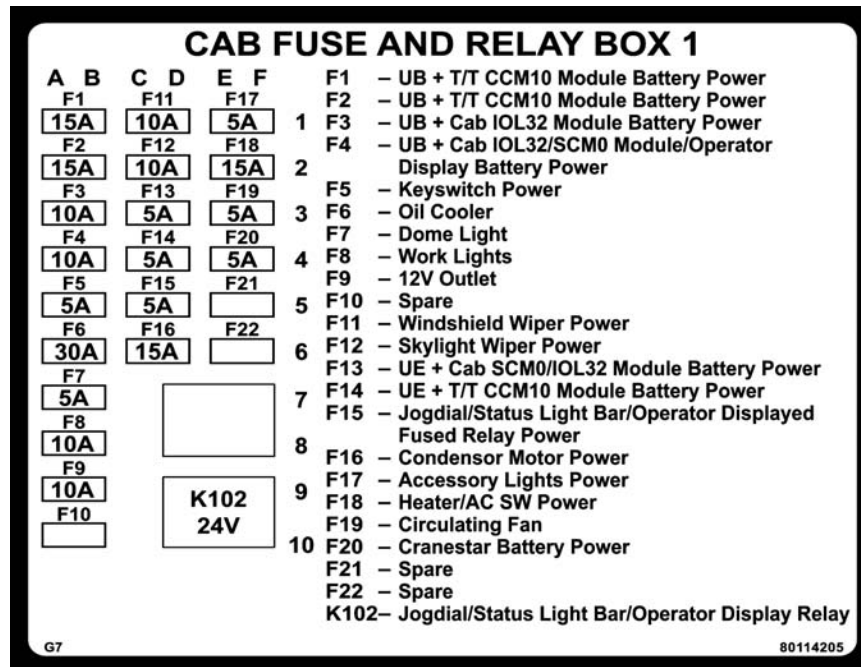 CAB FUSE AND RELAY BOX 1
A B C D E F
F1 F11 F17
15A 10A 5A 1
F2 F12 F18
15A 10A 15A 2
F3 F13 F19
10A 5A 5A 3
F4 F14 F20
10A 5A 5A 4
F5 F15 F21
5A 5A 5
F6 F16 F22
30A 15A 6
F7
5A 7
F8
10A 8
F9
10A 9
F10
10
K102
24V
F1 – UB + T/T CCM10 Module Battery Power
F2 – UB + T/T CCM10 Module Battery Power
F3 – UB + Cab IOL32 Module Battery Power
F4 – UB + Cab IOL32/SCM0 Module/Operator
Display Battery Power
F5 – Keyswitch Power
F6 – Oil Cooler
F7 – Dome Light
F8 – Work Lights
F9 – 12V Outlet
F10 – Spare
F11 – Windshield Wiper Power
F12 – Skylight Wiper Power
F13 – UE + Cab SCM0/IOL32 Module Battery Power
F14 – UE + T/T CCM10 Module Battery Power
F15 – Jogdial/Status Light Bar/Operator Displayed
Fused Relay Power
F16 – Condensor Motor Power
F17 – Accessory Lights Power
F18 – Heater/AC SW Power
F19 – Circulating Fan
F20 – Cranestar Battery Power
F21 – Spare
F22 – Spare
K102– Jogdial/Status Light Bar/Operator Display Relay
G7
80114205